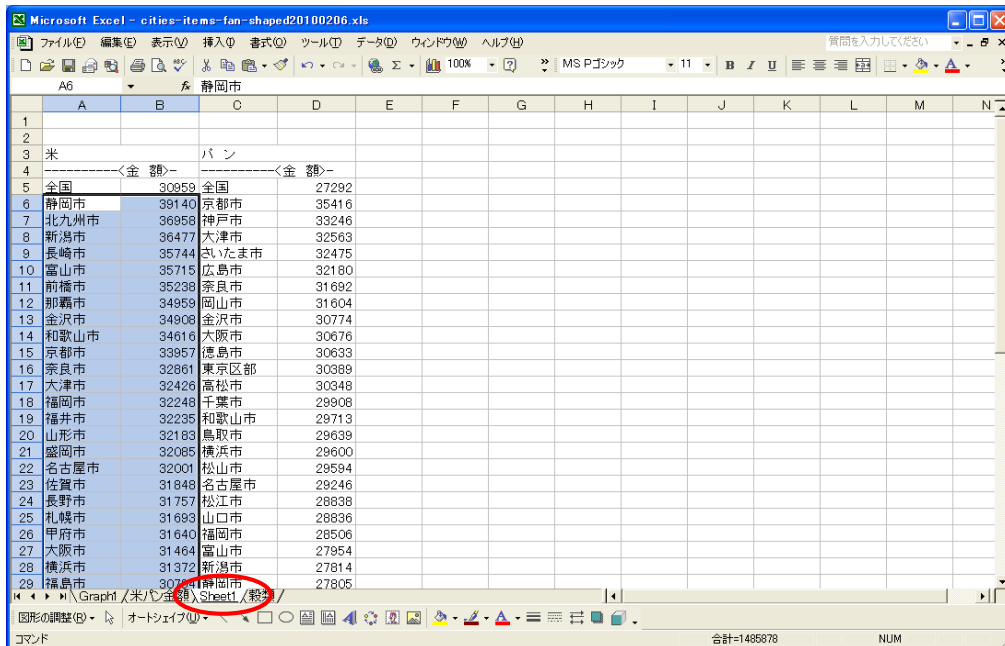 Microsoft Excel - cities-items-fan-shaped20100206.xls
ファイル(F) 編集(E) 表示(V) 挿入(I) 書式(O) ツール(T) データ(D) ウィンドウ(W) ヘルプ(H) 質問を入力してください
100% MS Pゴシック 11 B I U
A6 fx 静岡市
A B C D E F G H I J K L M N
1
2
3 米 パン
4 ----------<金 額>- ----------<金 額>-
5 全国 30959 全国 27292
6 静岡市 39140 京都市 35416
7 北九州市 36958 神戸市 33246
8 新潟市 36477 大津市 32563
9 長崎市 35744 さいたま市 32475
10 富山市 35715 広島市 32180
11 前橋市 35238 奈良市 31692
12 那覇市 34959 岡山市 31604
13 金沢市 34908 金沢市 30774
14 和歌山市 34616 大阪市 30676
15 京都市 33957 徳島市 30633
16 奈良市 32861 東京区部 30389
17 大津市 32426 高松市 30348
18 福岡市 32248 千葉市 29908
19 福井市 32235 和歌山市 29713
20 山形市 32183 鳥取市 29639
21 盛岡市 32085 横浜市 29600
22 名古屋市 32001 松山市 29594
23 佐賀市 31848 名古屋市 29246
24 長野市 31757 松江市 28838
25 札幌市 31693 山口市 28836
26 甲府市 31640 福岡市 28506
27 大阪市 31464 富山市 27954
28 横浜市 31372 新潟市 27814
29 福島市 静岡市 27805
Graph1 米パン金額 Sheet1 穀類
図形の調整(R) オートシェイプ(U)
コマンド 合計=1485878 NUM